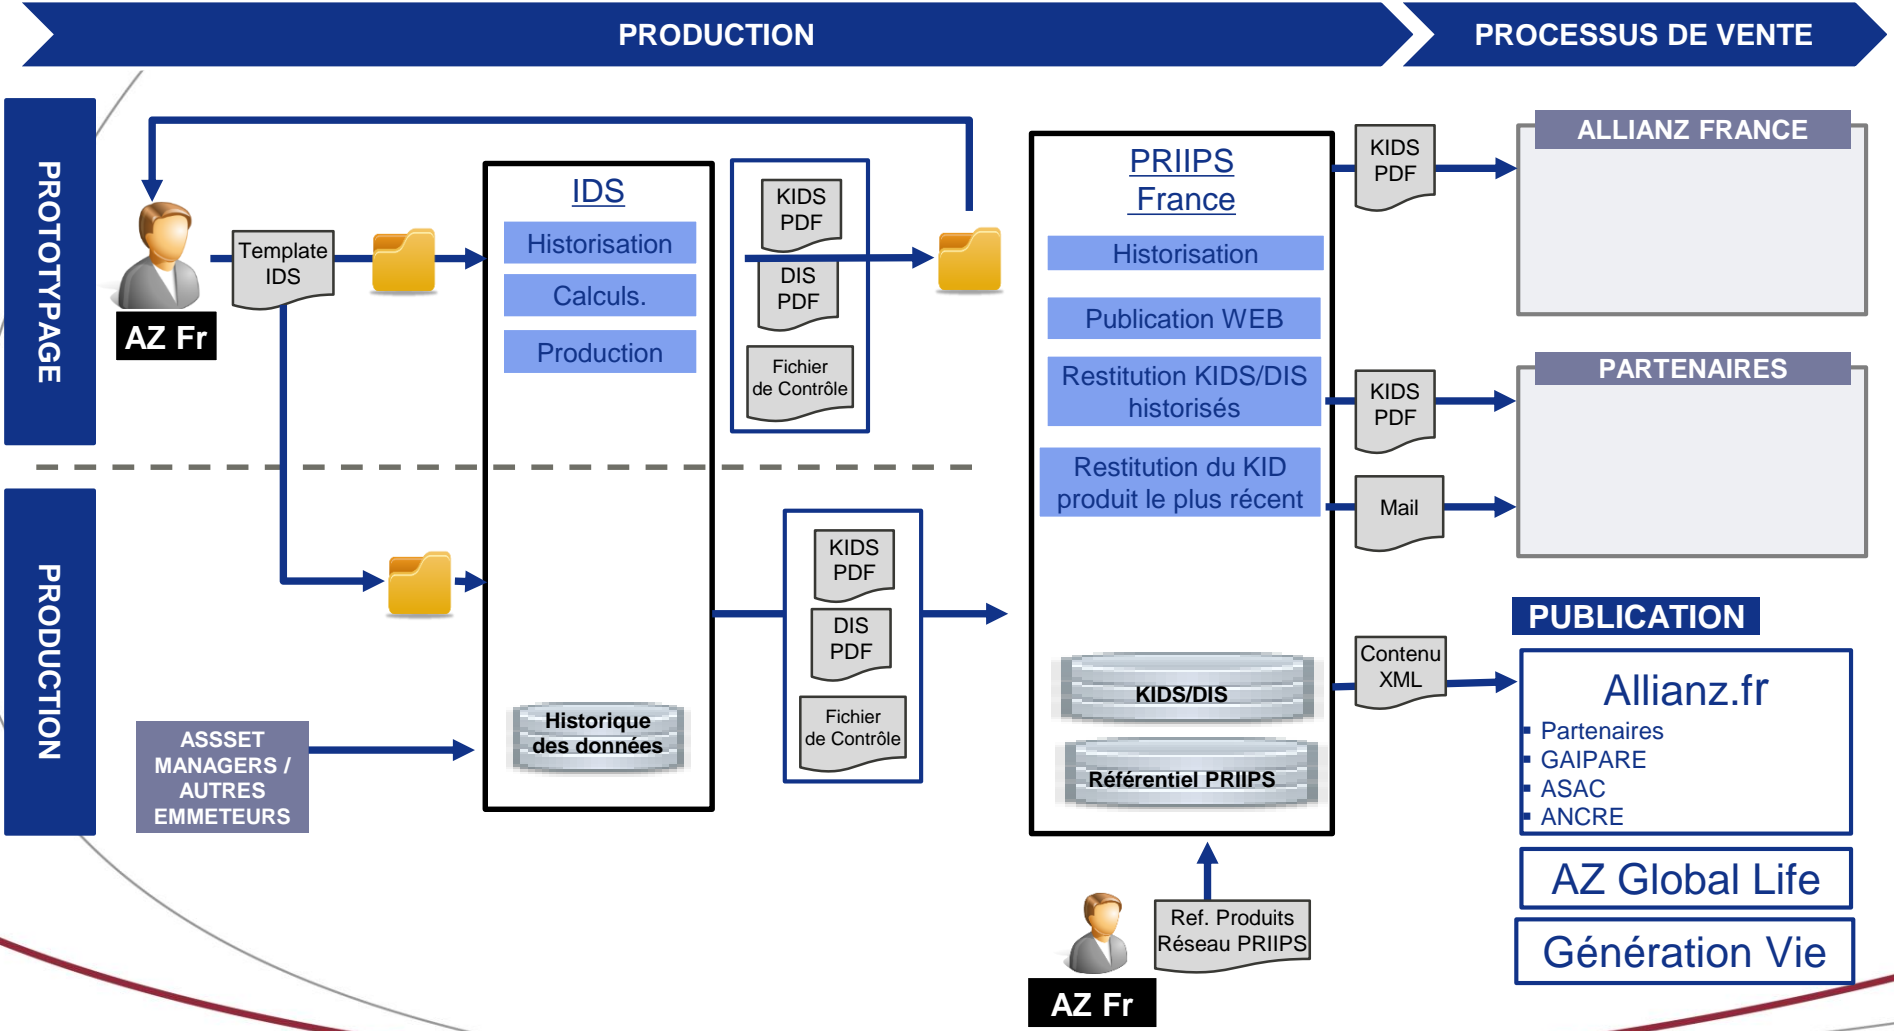 PRODUCTION
PROCESSUS DE VENTE
PROTOTYPAGE
AZ Fr
Template
IDS
IDS
Historisation
Calculs.
Production
KIDS
PDF
DIS
PDF
Fichier
de Contrôle
PRIIPS
France
Historisation
Publication WEB
Restitution KIDS/DIS
historisés
Restitution du KID
produit le plus récent
KIDS
PDF
ALLIANZ FRANCE
KIDS
PDF
Mail
PARTENAIRES
PRODUCTION
ASSSET
MANAGERS /
AUTRES
EMMETEURS
Historique
des données
KIDS
PDF
DIS
PDF
Fichier
de Contrôle
KIDS/DIS
Référentiel PRIIPS
Contenu
XML
PUBLICATION
Allianz.fr
▪ Partenaires
▪ GAIPARE
▪ ASAC
▪ ANCRE
AZ Global Life
Génération Vie
AZ Fr
Ref. Produits
Réseau PRIIPS